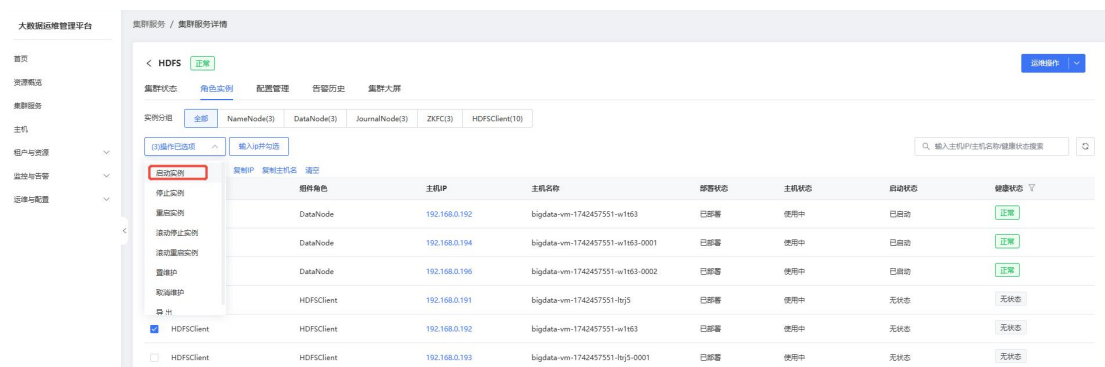 大数据运维管理平台
集群服务 / 集群服务详情
首页
资源概览
集群服务
主机
租户与资源
监控与告警
运维与配置
< HDFS 正常 运维操作
集群状态 角色实例 配置管理 告警历史 集群大屏
实例分组 全部 NameNode(3) DataNode(3) JournalNode(3) ZKFC(3) HDFSClient(10)
(3)操作已选项 输入ip并勾选 输入主机IP/主机名称/健康状态搜索
复制IP 复制主机名 清空
启动实例
停止实例
重启实例
滚动停止实例
滚动重启实例
置维护
取消维护
导出
组件角色 主机IP 主机名称 部署状态 主机状态 启动状态 健康状态
DataNode 192.168.0.192 bigdata-vm-1742457551-w1t63 已部署 使用中 已启动 正常
DataNode 192.168.0.194 bigdata-vm-1742457551-w1t63-0001 已部署 使用中 已启动 正常
DataNode 192.168.0.196 bigdata-vm-1742457551-w1t63-0002 已部署 使用中 已启动 正常
HDFSClient 192.168.0.191 bigdata-vm-1742457551-ltrj5 已部署 使用中 无状态 无状态
HDFSClient HDFSClient 192.168.0.192 bigdata-vm-1742457551-w1t63 已部署 使用中 无状态 无状态
HDFSClient HDFSClient 192.168.0.193 bigdata-vm-1742457551-ltrj5-0001 已部署 使用中 无状态 无状态